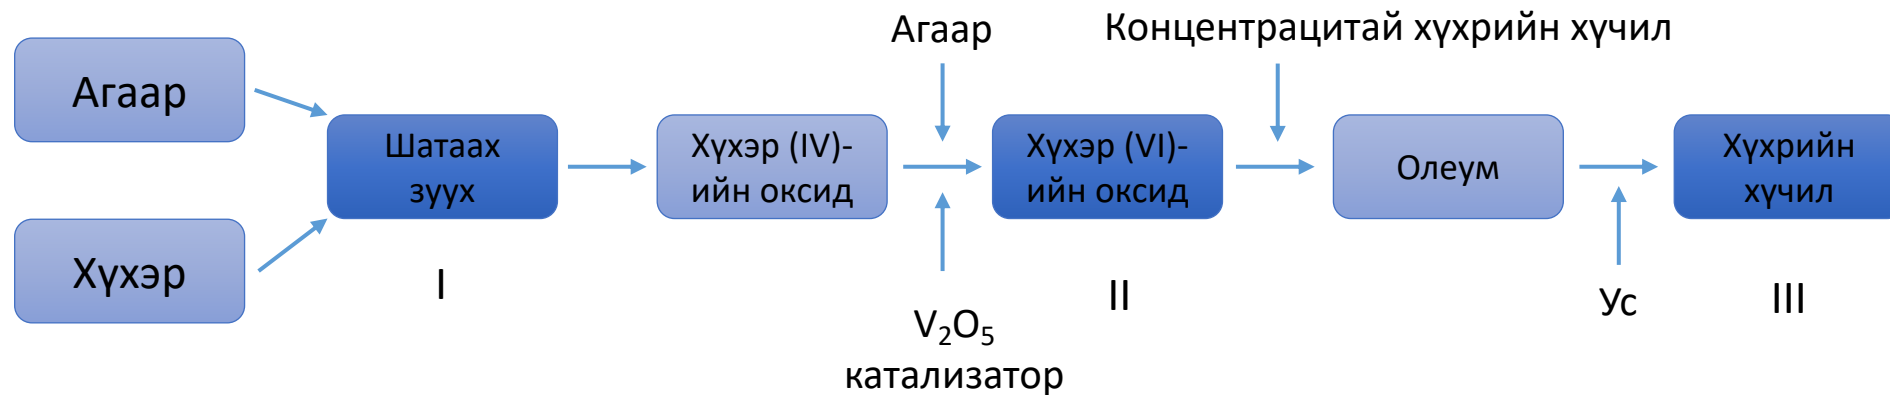 Агаар
Концентрацитай хүхрийн хүчил
Агаар
Шатаах
зуух
Хүхэр (IV)-
ийн оксид
Хүхэр (VI)-
ийн оксид
Олеум
Хүхрийн
хүчил
Хүхэр
I
II
III
V₂O₅
катализатор
Ус